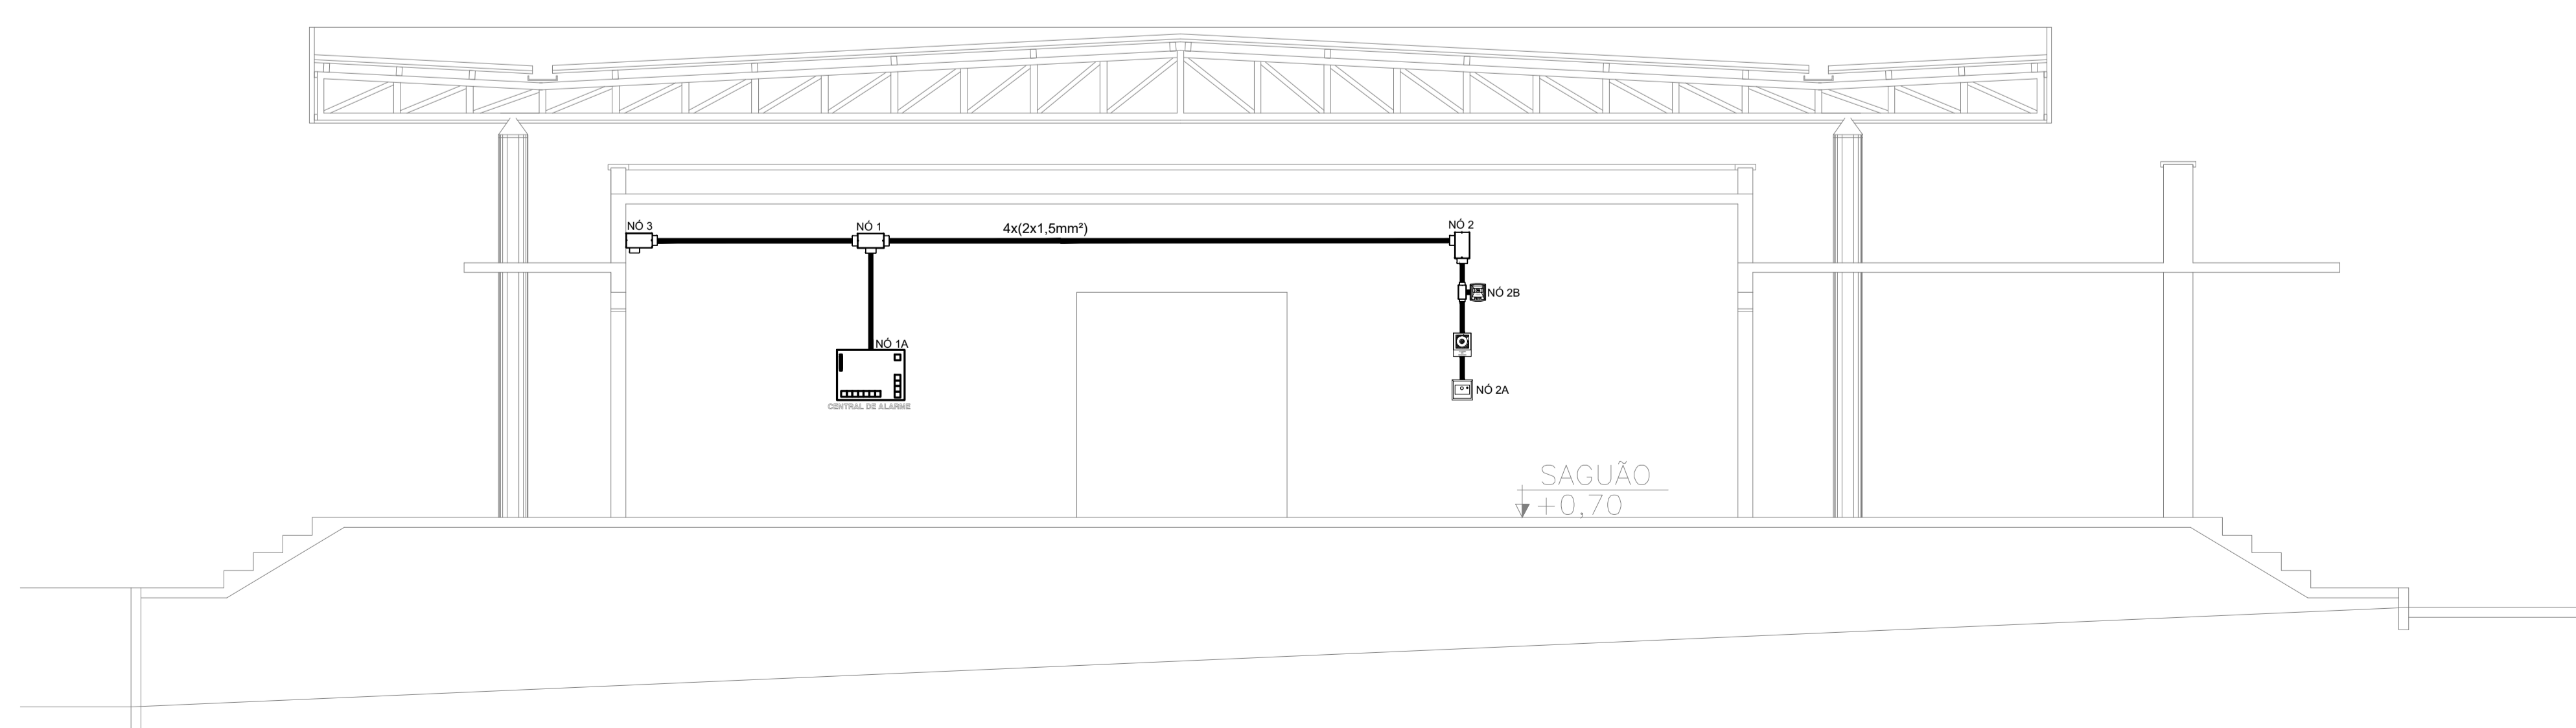 NÓ 3
NÓ 1
4x(2x1,5mm²)
NÓ 2
NÓ 2B
NÓ 1A
NÓ 2A
CENTRAL DE ALARME
SAGUÃO
+0,70